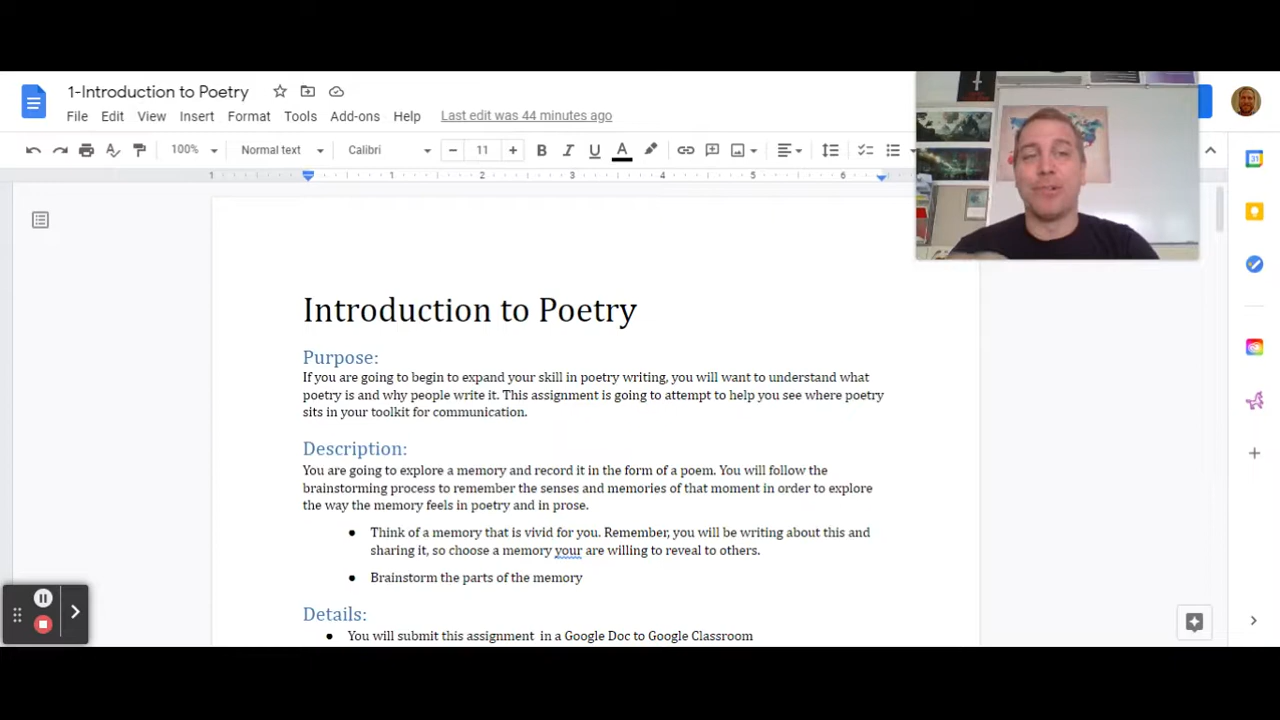 1-Introduction to Poetry
File Edit View Insert Format Tools Add-ons Help Last edit was 44 minutes ago
100% Normal text Calibri 11 B I U A
1 1 2 3 4 5 6
Introduction to Poetry
Purpose:
If you are going to begin to expand your skill in poetry writing, you will want to understand what
poetry is and why people write it. This assignment is going to attempt to help you see where poetry
sits in your toolkit for communication.
Description:
You are going to explore a memory and record it in the form of a poem. You will follow the
brainstorming process to remember the senses and memories of that moment in order to explore
the way the memory feels in poetry and in prose.
● Think of a memory that is vivid for you. Remember, you will be writing about this and
sharing it, so choose a memory your are willing to reveal to others.
● Brainstorm the parts of the memory
Details:
● You will submit this assignment in a Google Doc to Google Classroom
31